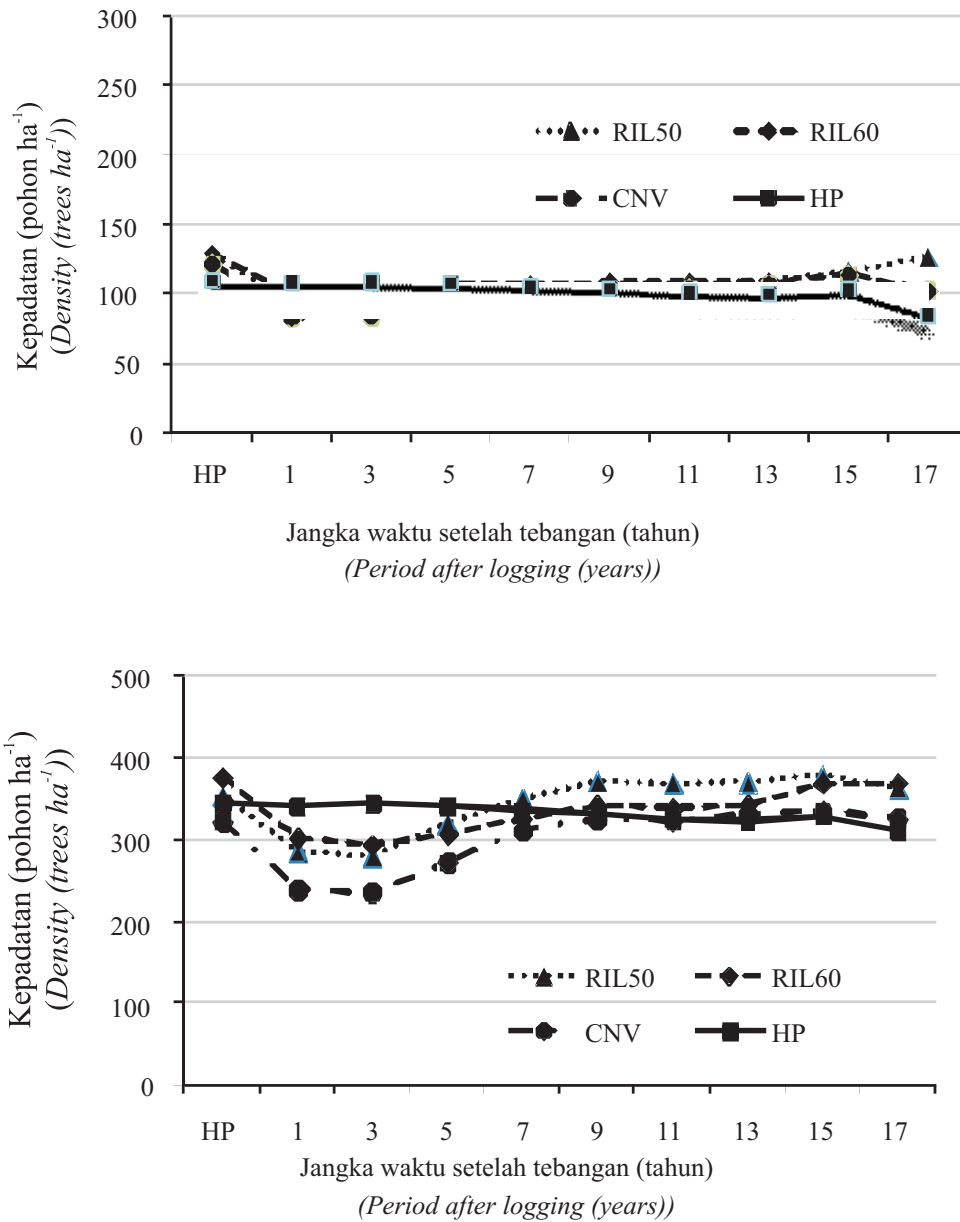 300
250
200
150
100
50
0
Kepadatan (pohon ha⁻¹)
(Density (trees ha⁻¹))
RIL50
RIL60
CNV
HP
HP 1 3 5 7 9 11 13 15 17
Jangka waktu setelah tebangan (tahun)
(Period after logging (years))
500
400
300
200
100
0
Kepadatan (pohon ha⁻¹)
(Density (trees ha⁻¹))
RIL50
RIL60
CNV
HP
HP 1 3 5 7 9 11 13 15 17
Jangka waktu setelah tebangan (tahun)
(Period after logging (years))